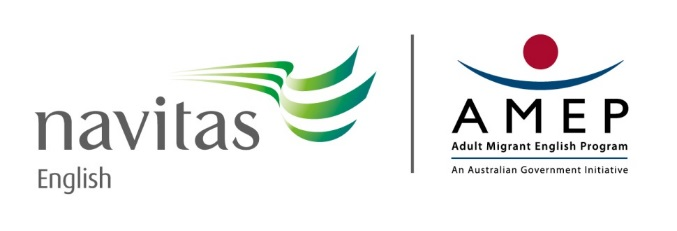 navitas
English
AMEP
Adult Migrant English Program
An Australian Government Initiative